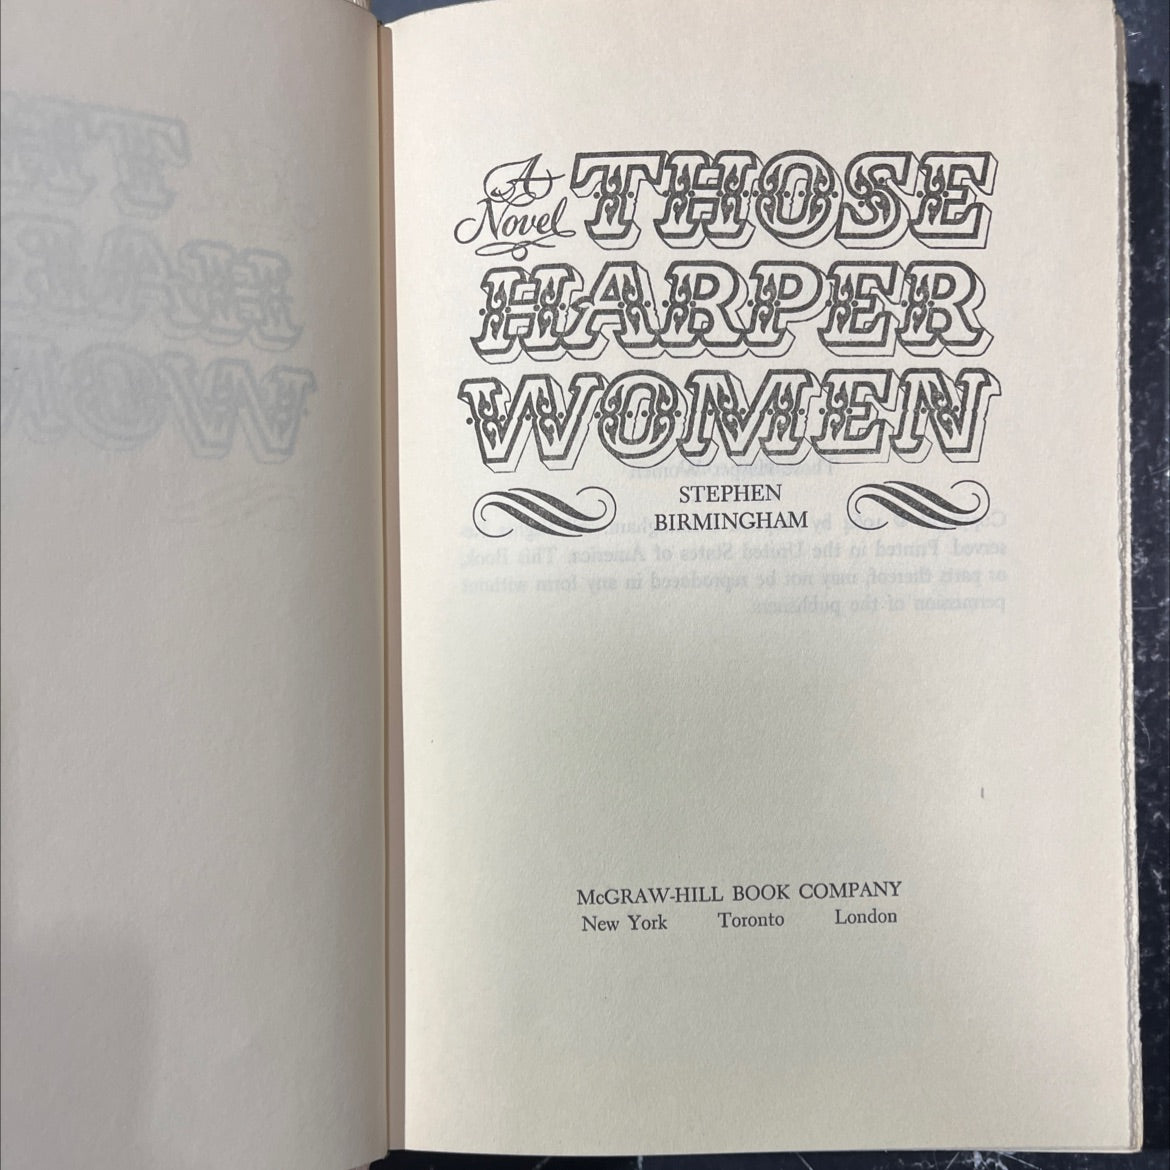 A THOSE
Novel
HARPER
WOMEN
STEPHEN
BIRMINGHAM
McGRAW-HILL BOOK COMPANY
New York Toronto London